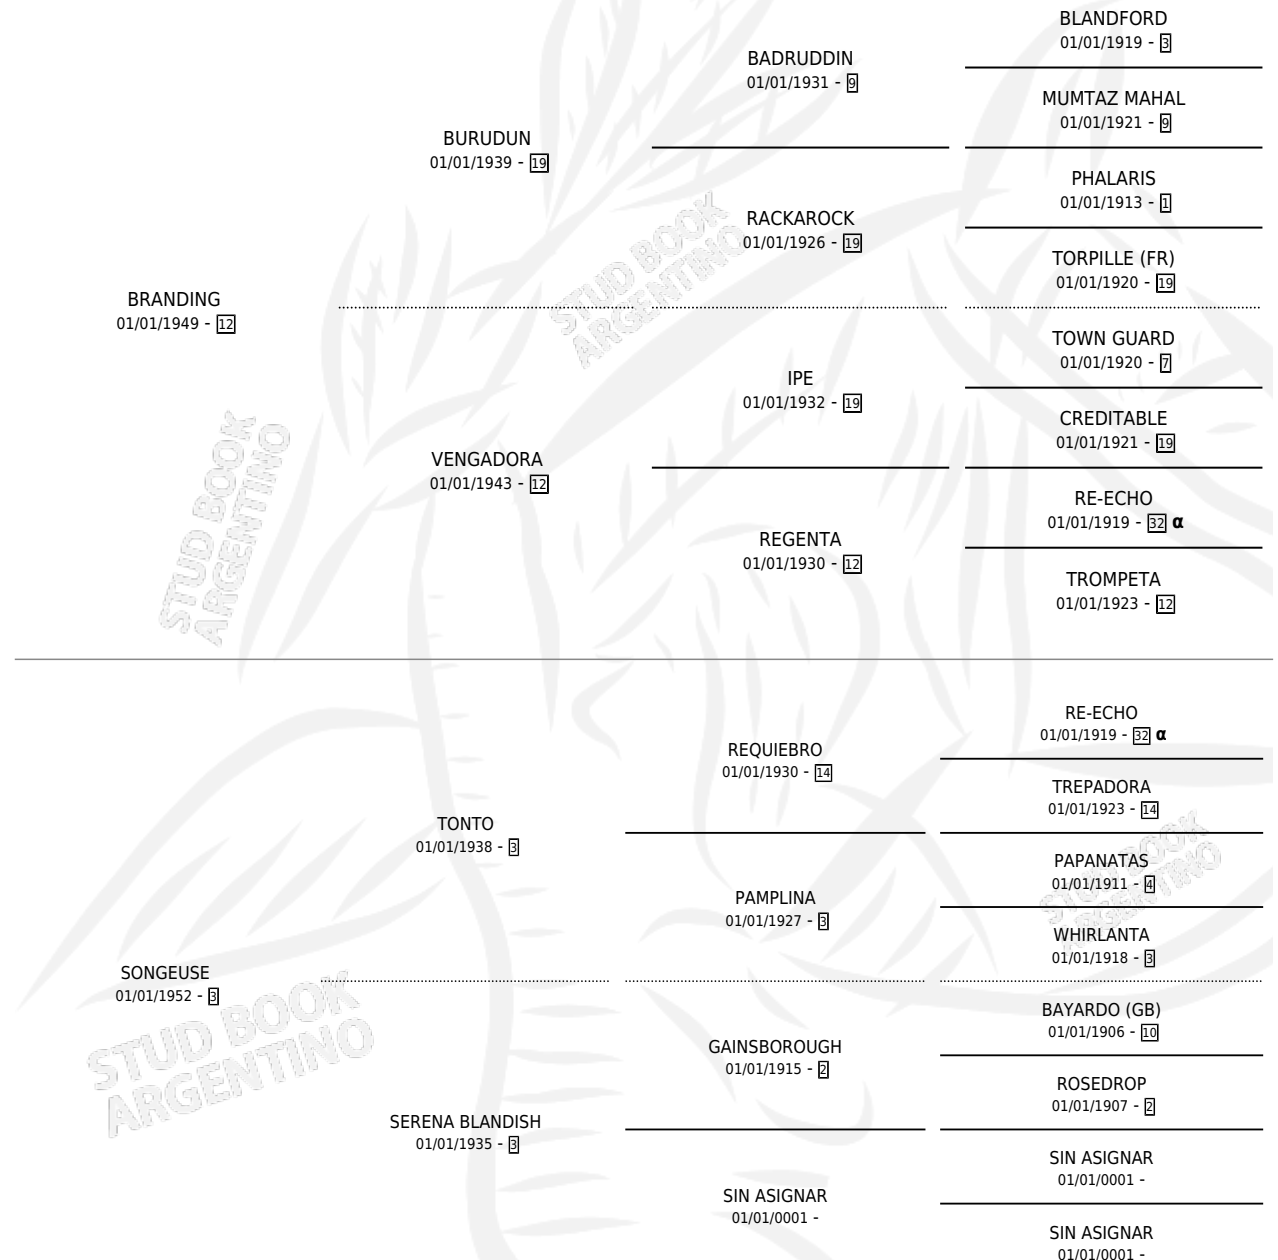 BLANDFORD
01/01/1919 - 3
BADRUDDIN
01/01/1931 - 9
MUMTAZ MAHAL
01/01/1921 - 9
BURUDUN
01/01/1939 - 19
PHALARIS
01/01/1913 - 1
RACKAROCK
01/01/1926 - 19
TORPILLE (FR)
01/01/1920 - 19
BRANDING
01/01/1949 - 12
TOWN GUARD
01/01/1920 - 7
IPE
01/01/1932 - 19
CREDITABLE
01/01/1921 - 19
VENGADORA
01/01/1943 - 12
RE-ECHO
01/01/1919 - 32 α
REGENTA
01/01/1930 - 12
TROMPETA
01/01/1923 - 12
RE-ECHO
01/01/1919 - 32 α
REQUIEBRO
01/01/1930 - 14
TREPADORA
01/01/1923 - 14
TONTO
01/01/1938 - 3
PAPANATAS
01/01/1911 - 4
PAMPLINA
01/01/1927 - 3
WHIRLANTA
01/01/1918 - 3
SONGEUSE
01/01/1952 - 3
BAYARDO (GB)
01/01/1906 - 10
GAINSBOROUGH
01/01/1915 - 2
ROSEDROP
01/01/1907 - 2
SERENA BLANDISH
01/01/1935 - 3
SIN ASIGNAR
01/01/0001 -
SIN ASIGNAR
01/01/0001 -
SIN ASIGNAR
01/01/0001 -
STUD BOOK
ARGENTINO
STUD BOOK
ARGENTINO
STUD BOOK
ARGENTINO
STUD BOOK
ARGENTINO